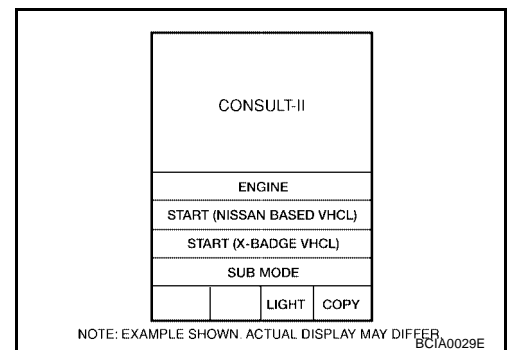 CONSULT-II
ENGINE
START (NISSAN BASED VHCL)
START (X-BADGE VHCL)
SUB MODE
LIGHT COPY
NOTE: EXAMPLE SHOWN. ACTUAL DISPLAY MAY DIFFER.
BCIA0029E